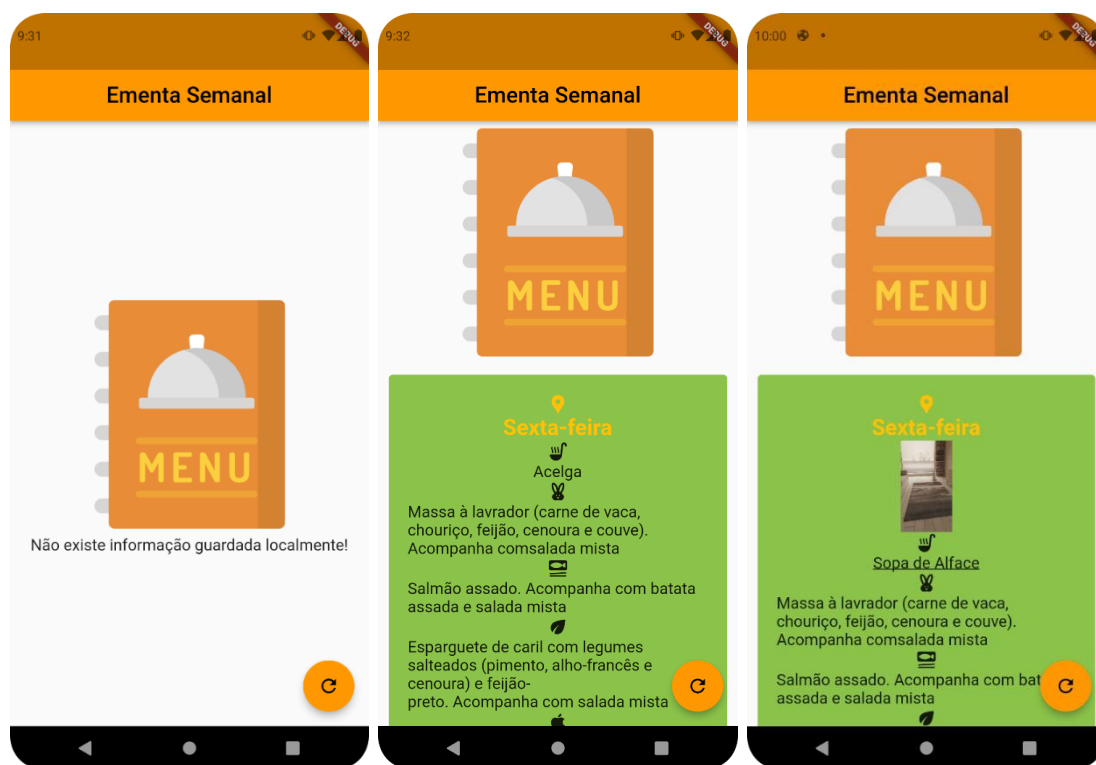 9:31
DEBUG
Ementa Semanal
MENU
Não existe informação guardada localmente!
9:32
DEBUG
Ementa Semanal
MENU
Sexta-feira
Acelga
Massa à lavrador (carne de vaca,
chouriço, feijão, cenoura e couve).
Acompanha comsalada mista
Salmão assado. Acompanha com batata
assada e salada mista
Esparguete de caril com legumes
salteados (pimento, alho-francês e
cenoura) e feijão-
preto. Acompanha com salada mista
10:00
DEBUG
Ementa Semanal
MENU
Sexta-feira
Sopa de Alface
Massa à lavrador (carne de vaca,
chouriço, feijão, cenoura e couve).
Acompanha comsalada mista
Salmão assado. Acompanha com bat
assada e salada mista